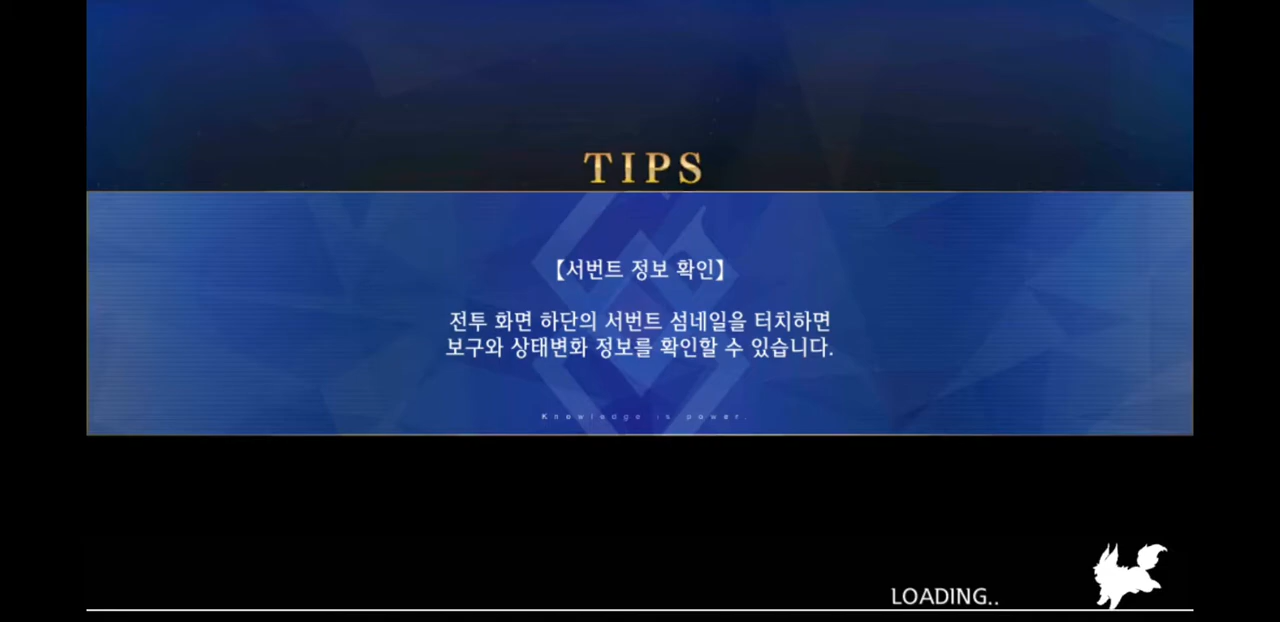 TIPS
【서번트 정보 확인】
전투 화면 하단의 서번트 섬네일을 터치하면
보구와 상태변화 정보를 확인할 수 있습니다.
Knowledge is power.
LOADING..